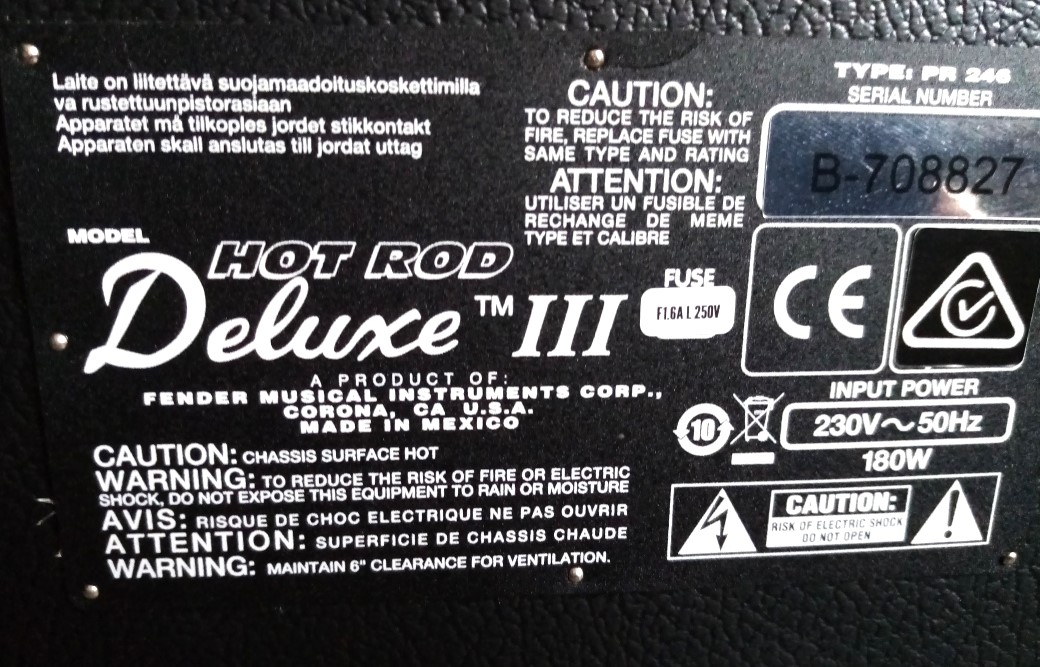 Laite on liitettävä suojamaadoituskoskettimilla
va rustettuunpistorasiaan
Apparatet må tilkoples jordet stikkontakt
Apparaten skall anslutas till jordat uttag
CAUTION:
TO REDUCE THE RISK OF
FIRE, REPLACE FUSE WITH
SAME TYPE AND RATING
ATTENTION:
UTILISER UN FUSIBLE DE
RECHANGE DE MEME
TYPE ET CALIBRE
TYPE: PR 246
SERIAL NUMBER
B-708827
MODEL
HOT ROD
Deluxe™ III
FUSE
F1.6A L 250V
CE
A PRODUCT OF:
FENDER MUSICAL INSTRUMENTS CORP.,
CORONA, CA U.S.A.
MADE IN MEXICO
10
INPUT POWER
230V～50Hz
180W
CAUTION: CHASSIS SURFACE HOT
WARNING: TO REDUCE THE RISK OF FIRE OR ELECTRIC
SHOCK, DO NOT EXPOSE THIS EQUIPMENT TO RAIN OR MOISTURE
AVIS: RISQUE DE CHOC ELECTRIQUE NE PAS OUVRIR
ATTENTION: SUPERFICIE DE CHASSIS CHAUDE
WARNING: MAINTAIN 6" CLEARANCE FOR VENTILATION.
CAUTION:
RISK OF ELECTRIC SHOCK
DO NOT OPEN